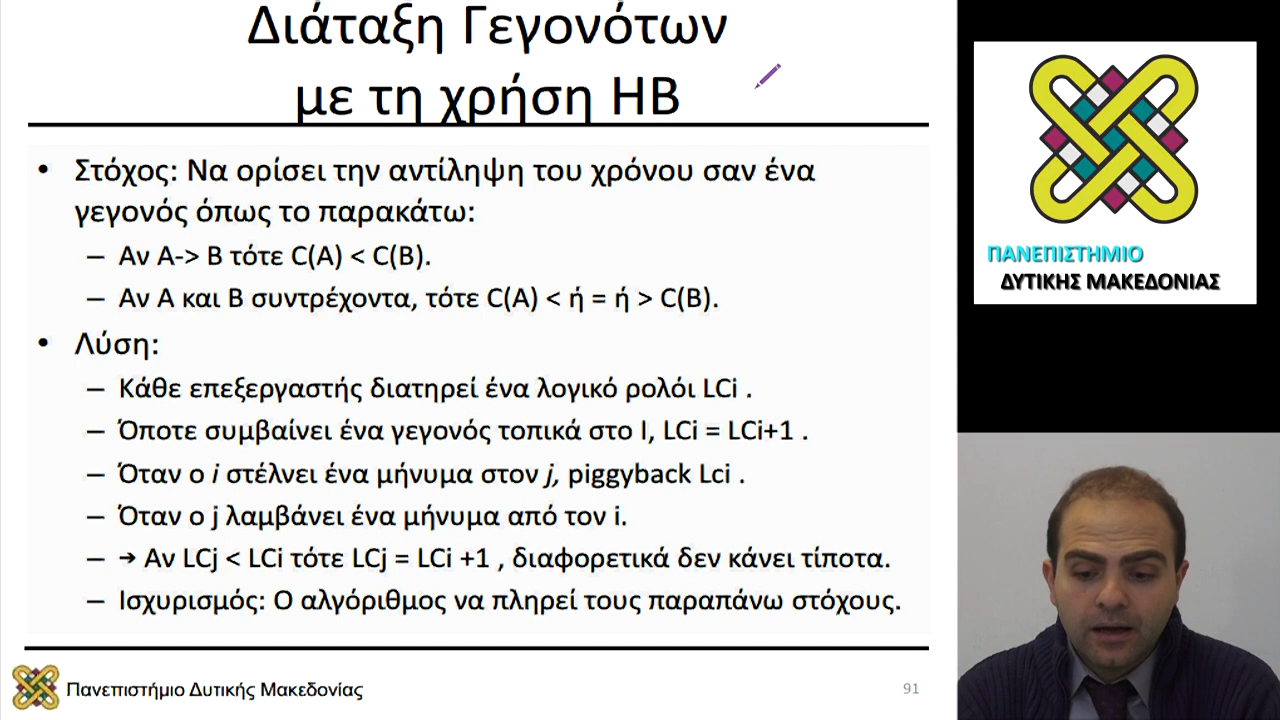 Διάταξη Γεγονότων
με τη χρήση HB
• Στόχος: Να ορίσει την αντίληψη του χρόνου σαν ένα
γεγονός όπως το παρακάτω:
– Αν A-> B τότε C(A) < C(B).
– Αν A και B συντρέχοντα, τότε C(A) < ή = ή > C(B).
• Λύση:
– Κάθε επεξεργαστής διατηρεί ένα λογικό ρολόι LCi .
– Όποτε συμβαίνει ένα γεγονός τοπικά στο I, LCi = LCi+1 .
– Όταν ο i στέλνει ένα μήνυμα στον j, piggyback Lci .
– Όταν ο j λαμβάνει ένα μήνυμα από τον i.
– ➔ Αν LCj < LCi τότε LCj = LCi +1 , διαφορετικά δεν κάνει τίποτα.
– Ισχυρισμός: Ο αλγόριθμος να πληρεί τους παραπάνω στόχους.
Πανεπιστήμιο Δυτικής Μακεδονίας
91
ΠΑΝΕΠΙΣΤΗΜΙΟ
ΔΥΤΙΚΗΣ ΜΑΚΕΔΟΝΙΑΣ